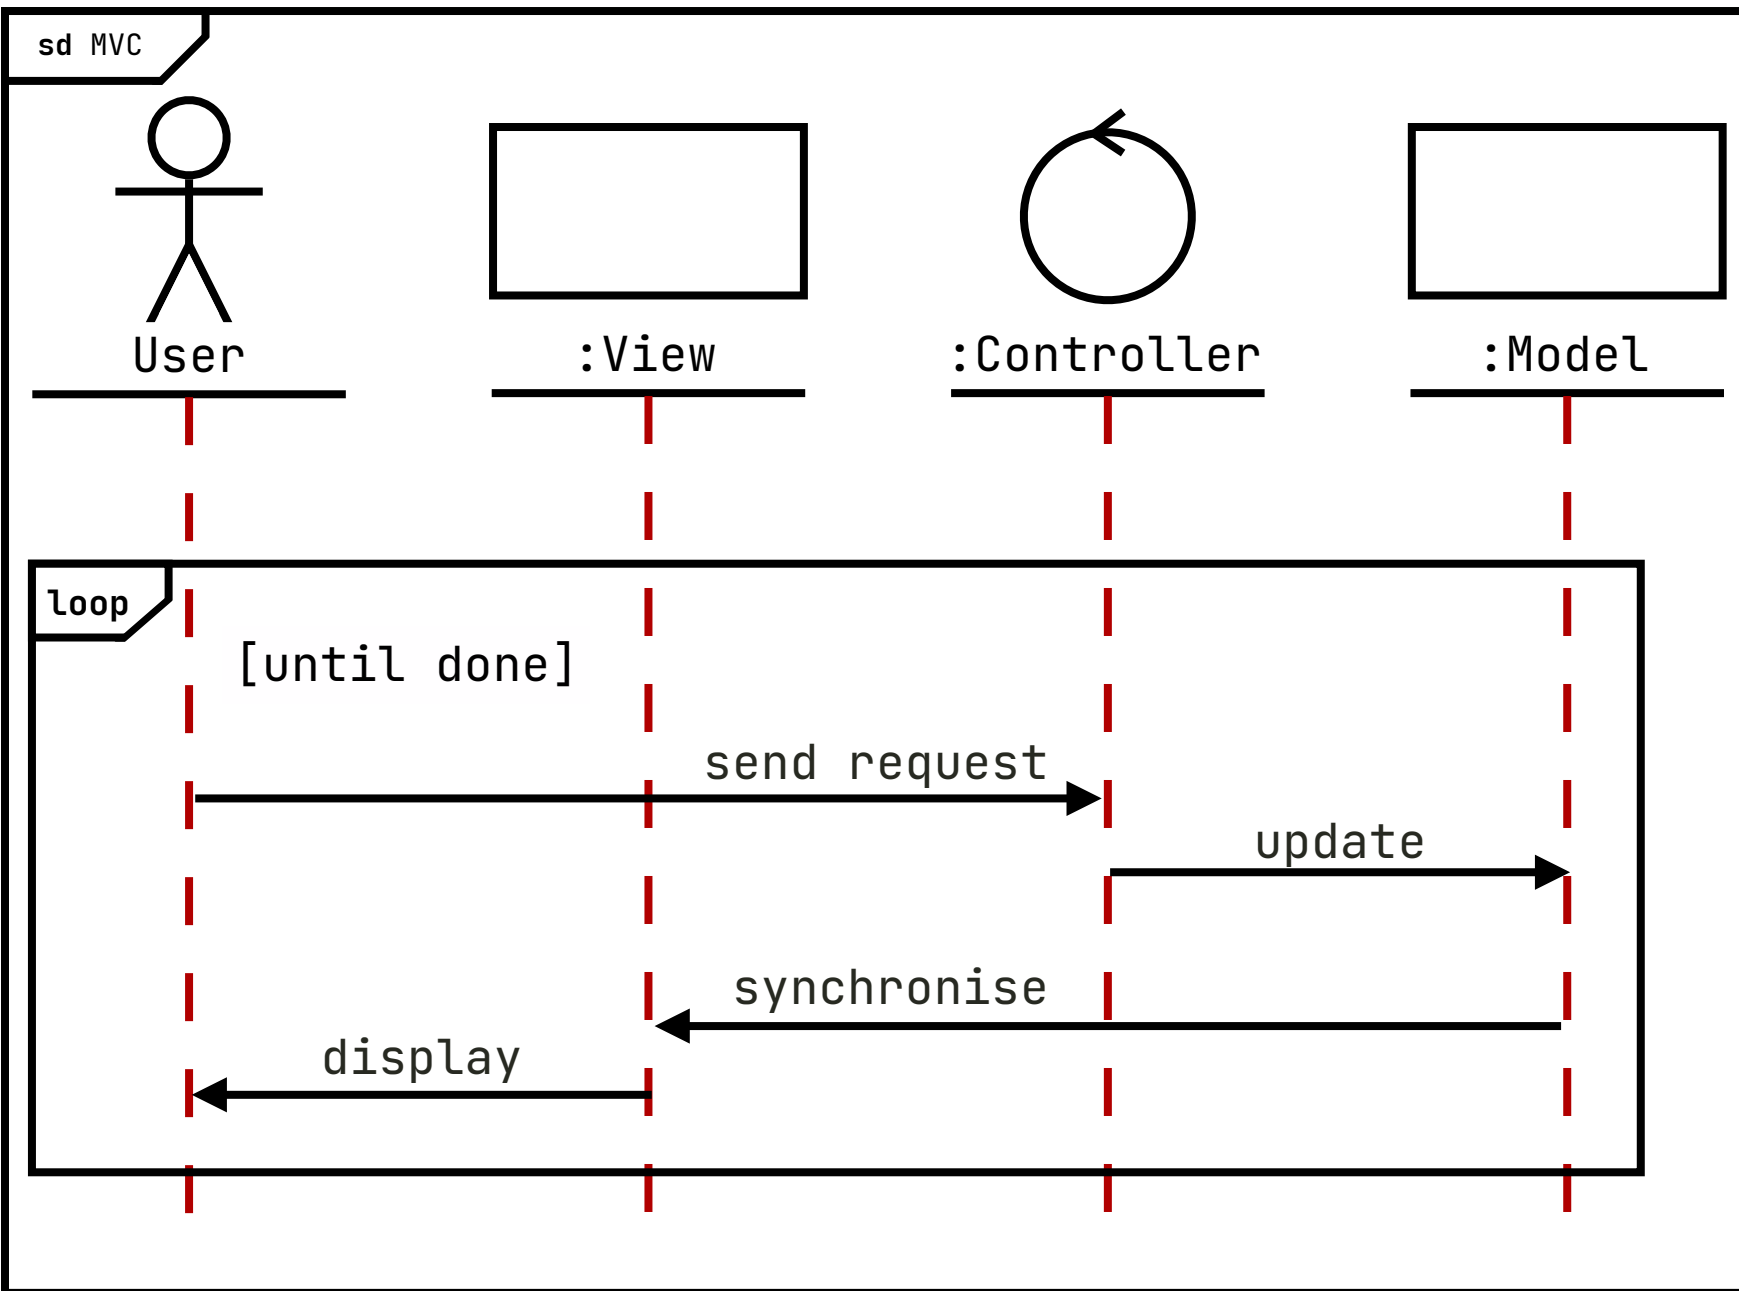 sd MVC
User
:View
:Controller
:Model
loop
[until done]
send request
update
synchronise
display